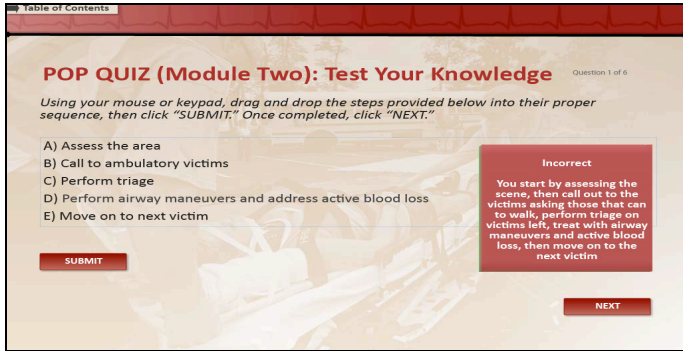 Table of Contents
POP QUIZ (Module Two): Test Your Knowledge
Question 1 of 6
Using your mouse or keypad, drag and drop the steps provided below into their proper
sequence, then click “SUBMIT.” Once completed, click “NEXT.”
A) Assess the area
B) Call to ambulatory victims
C) Perform triage
D) Perform airway maneuvers and address active blood loss
E) Move on to next victim
Incorrect
You start by assessing the
scene, then call out to the
victims asking those that can
to walk, perform triage on
victims left, treat with airway
maneuvers and active blood
loss, then move on to the
next victim
SUBMIT
NEXT